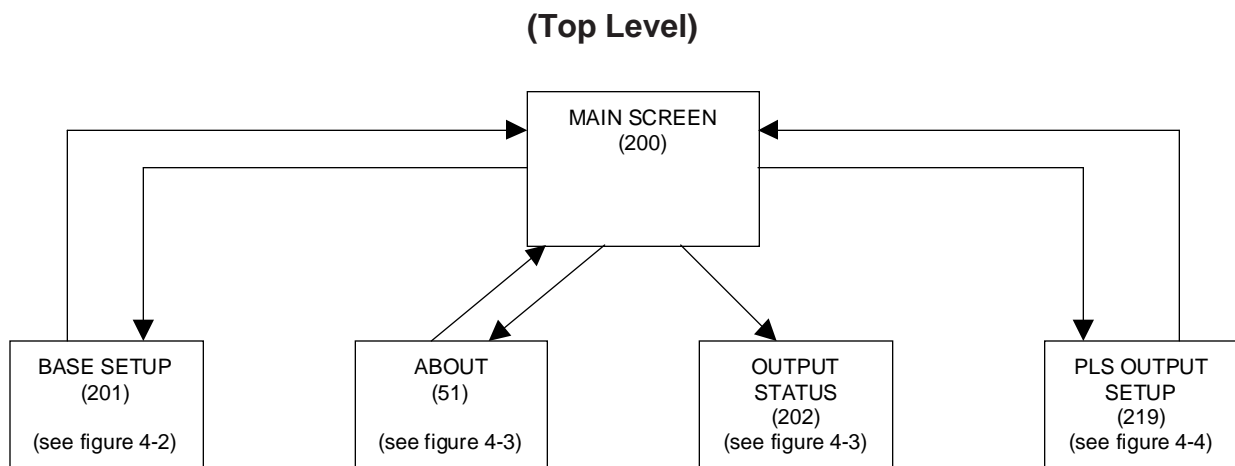 (Top Level)
MAIN SCREEN
(200)
BASE SETUP
(201)
(see figure 4-2)
ABOUT
(51)
(see figure 4-3)
OUTPUT
STATUS
(202)
(see figure 4-3)
PLS OUTPUT
SETUP
(219)
(see figure 4-4)